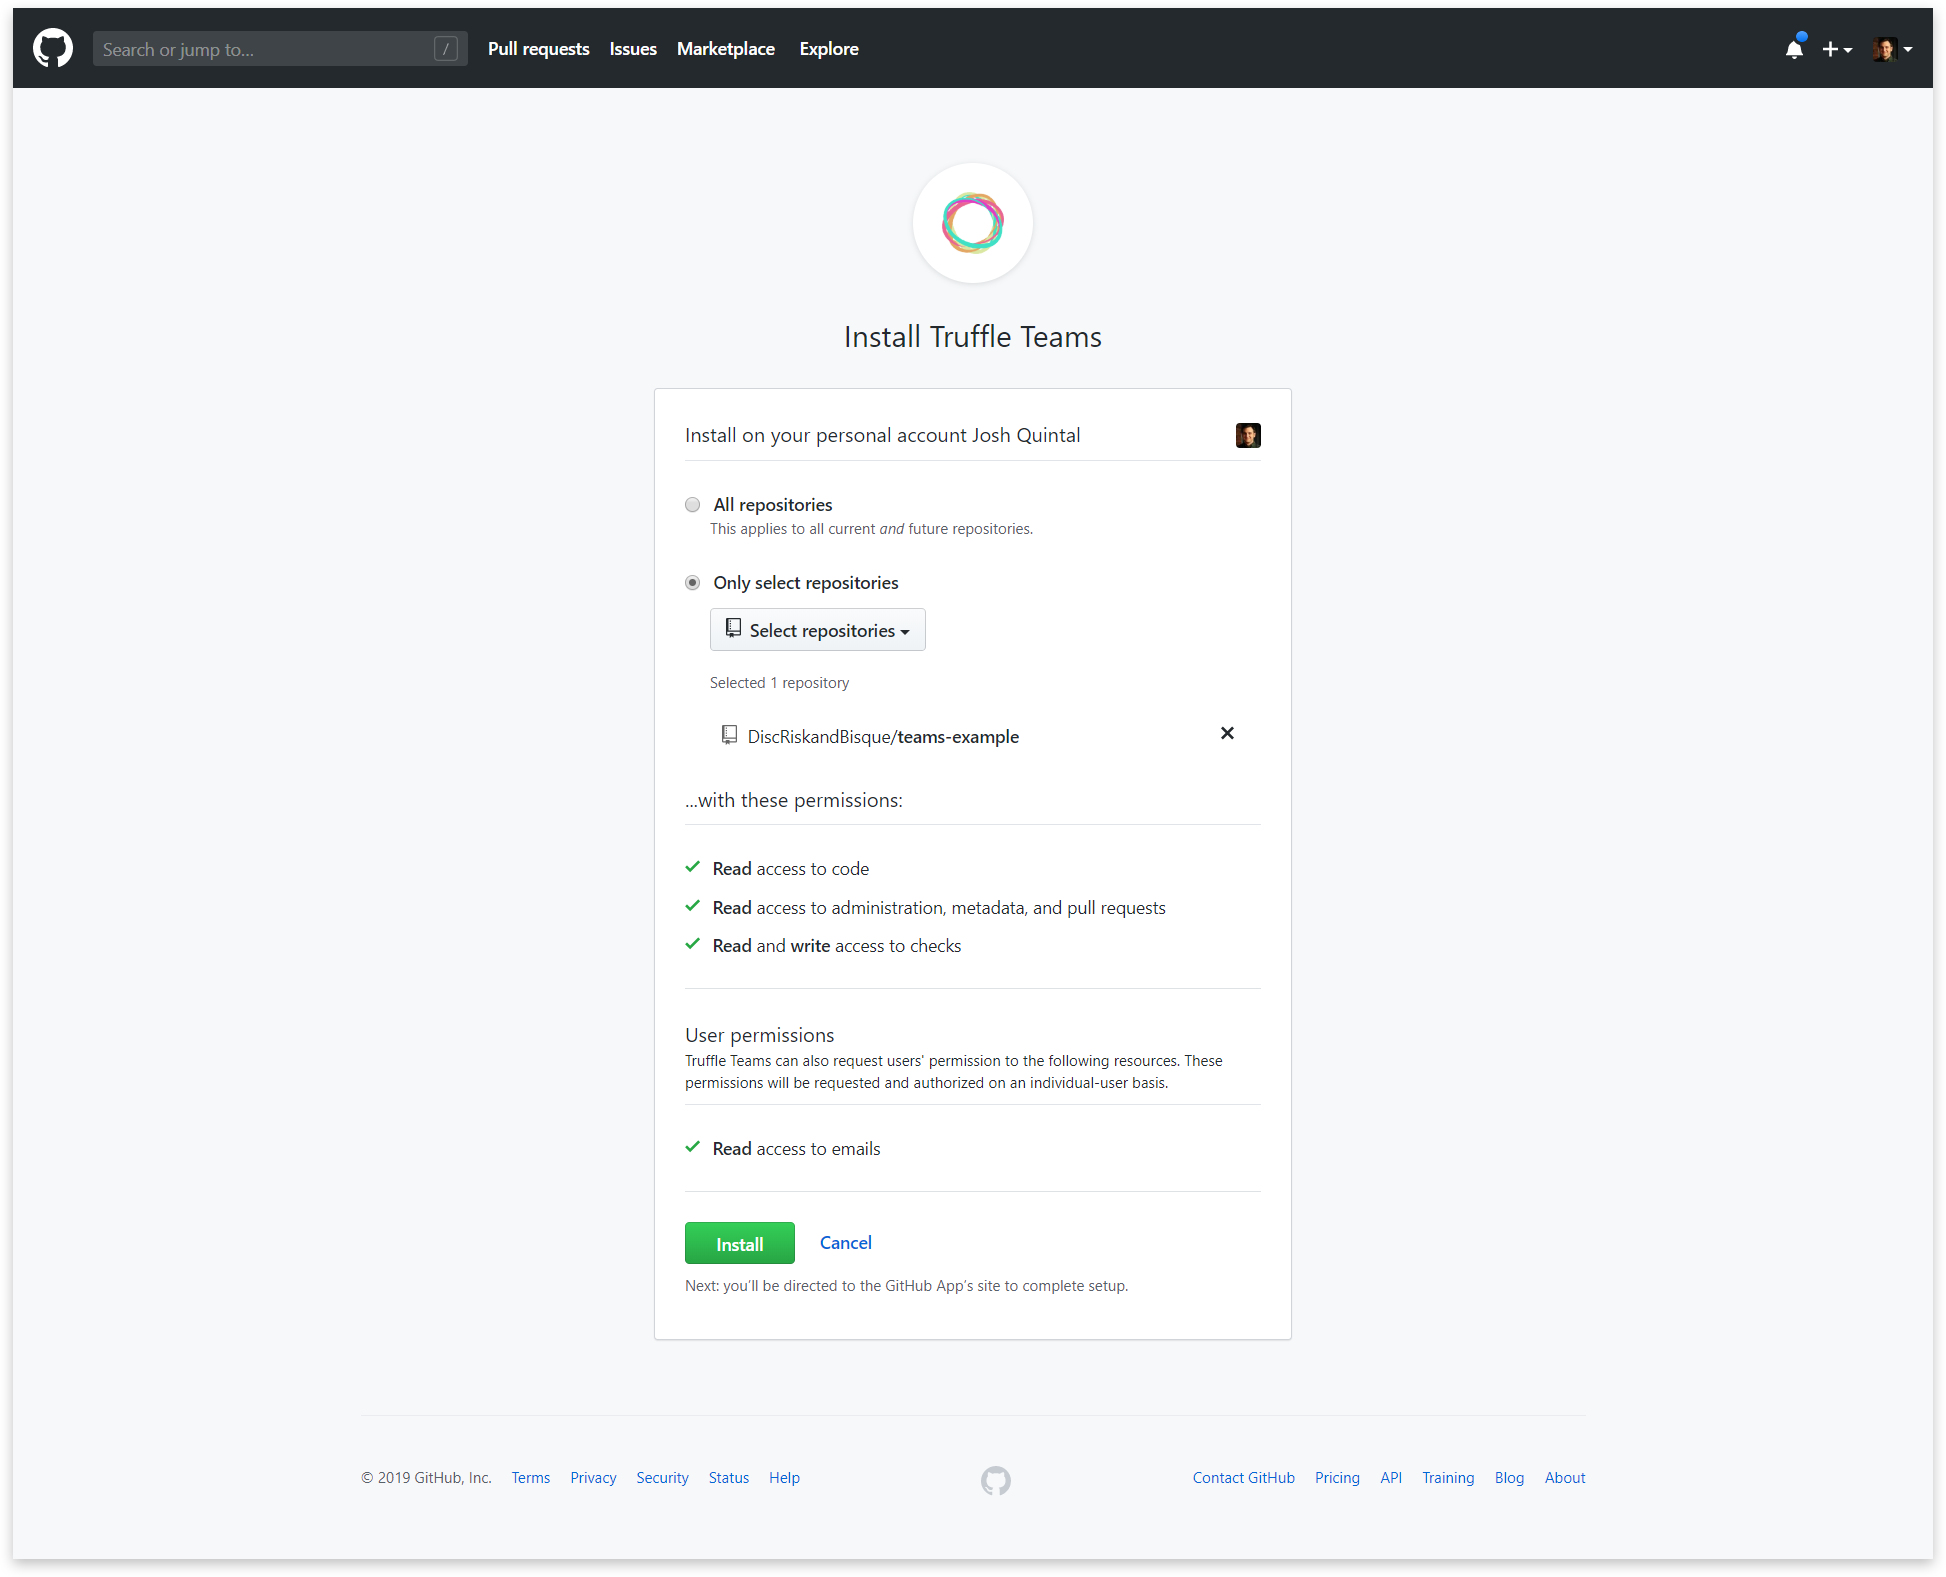 Search or jump to...
/
Pull requests
Issues
Marketplace
Explore
Install Truffle Teams
Install on your personal account Josh Quintal
All repositories
This applies to all current and future repositories.
Only select repositories
Select repositories
Selected 1 repository
DiscRiskandBisque/teams-example
...with these permissions:
Read access to code
Read access to administration, metadata, and pull requests
Read and write access to checks
User permissions
Truffle Teams can also request users' permission to the following resources. These
permissions will be requested and authorized on an individual-user basis.
Read access to emails
Install
Cancel
Next: you'll be directed to the GitHub App's site to complete setup.
© 2019 GitHub, Inc.
Terms
Privacy
Security
Status
Help
Contact GitHub
Pricing
API
Training
Blog
About